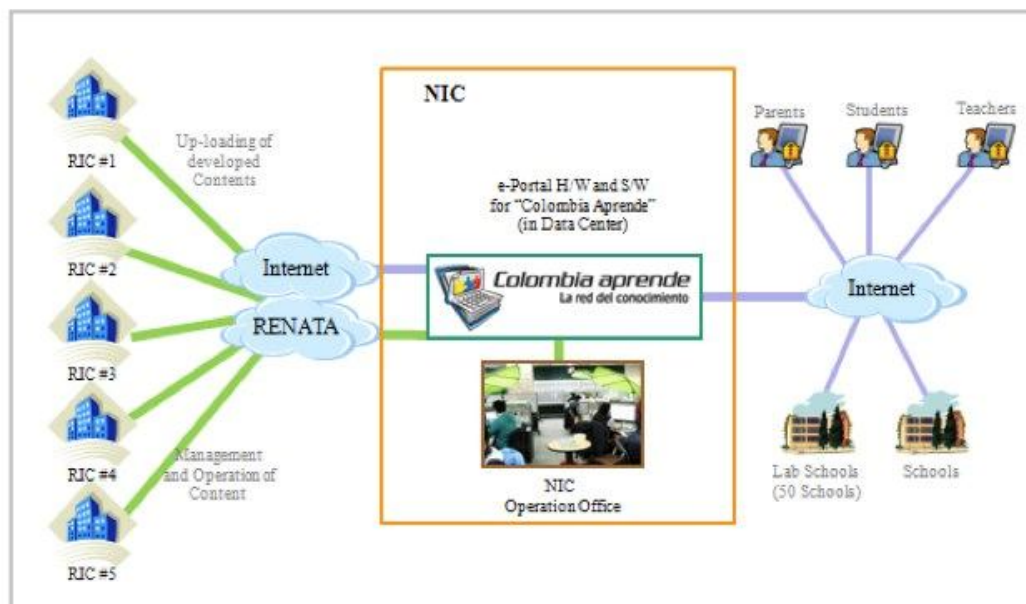 RIC #1
RIC #2
RIC #3
RIC #4
RIC #5
Up-loading of
developed
Contents
Internet
RENATA
Management
and Operation of
Content
NIC
e-Portal H/W and S/W
for “Colombia Aprende”
(in Data Center)
Colombia aprende
La red del conocimiento
NIC
Operation Office
Parents
Students
Teachers
Internet
Lab Schools
(50 Schools)
Schools